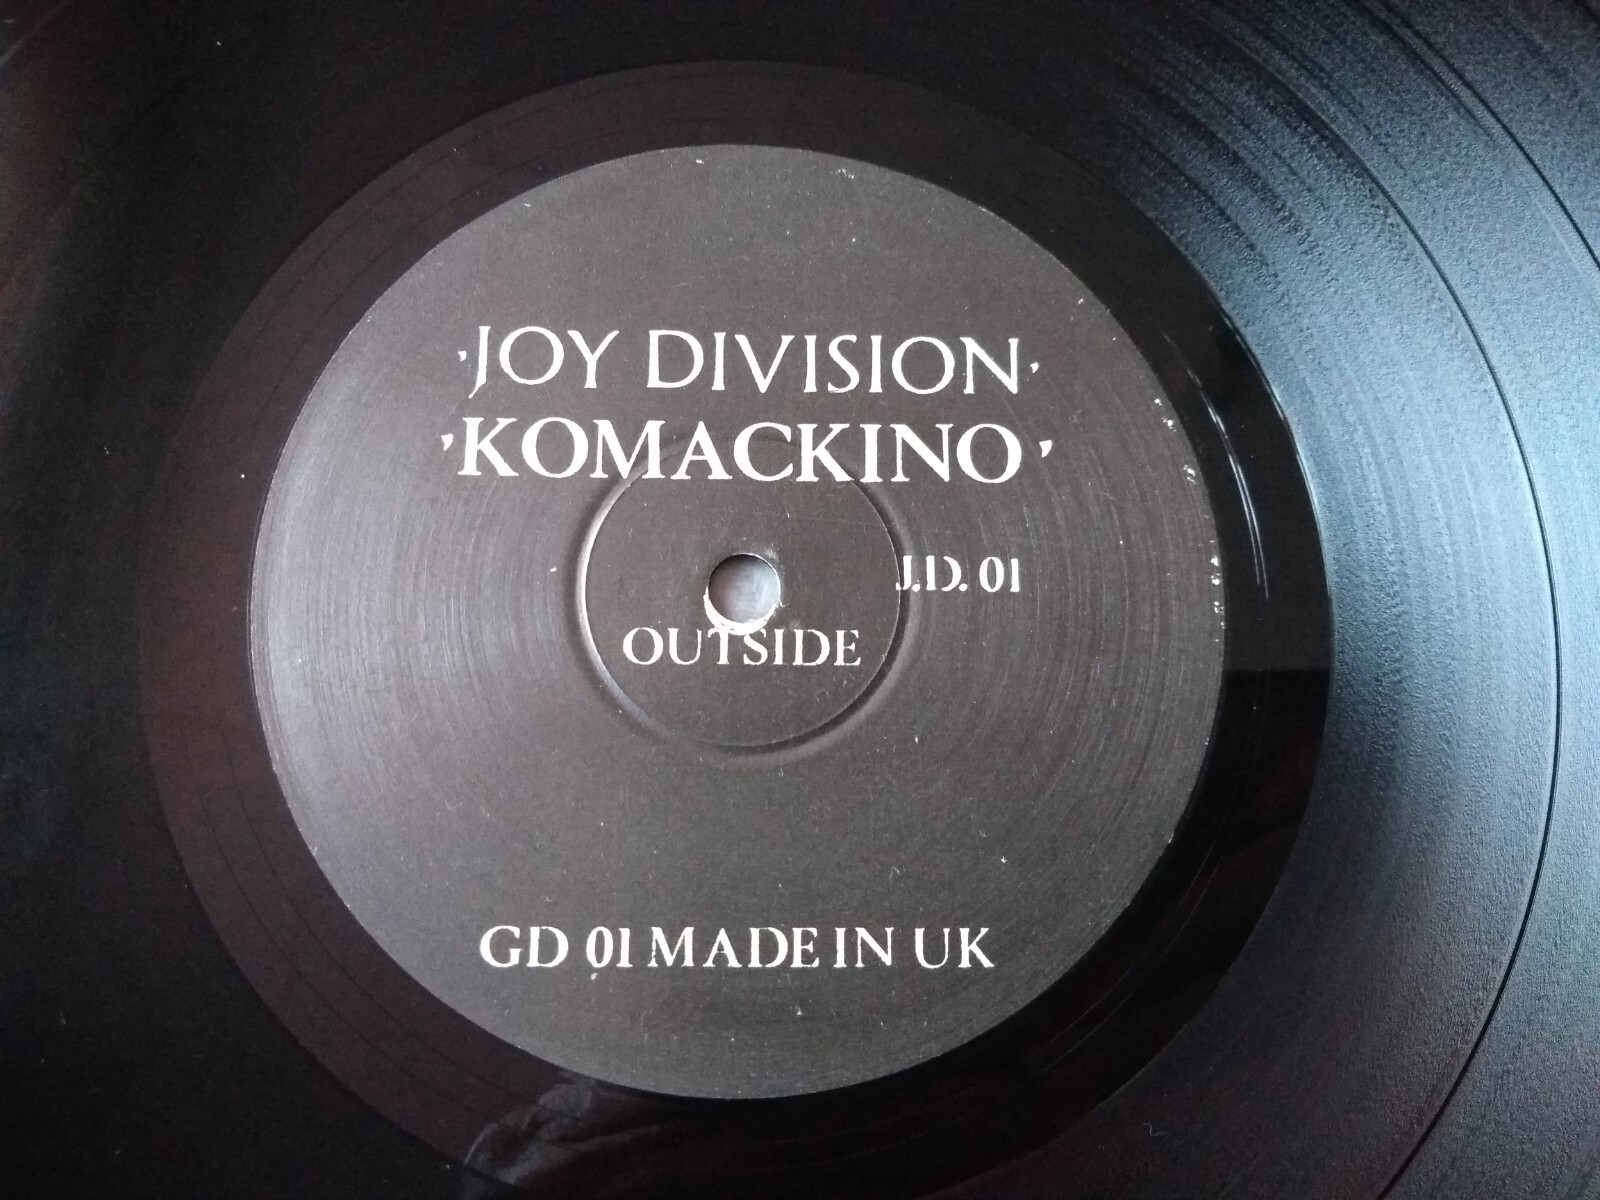 'JOY DIVISION'
'KOMACKINO'
J.D. 01
OUTSIDE
GD 01 MADE IN UK